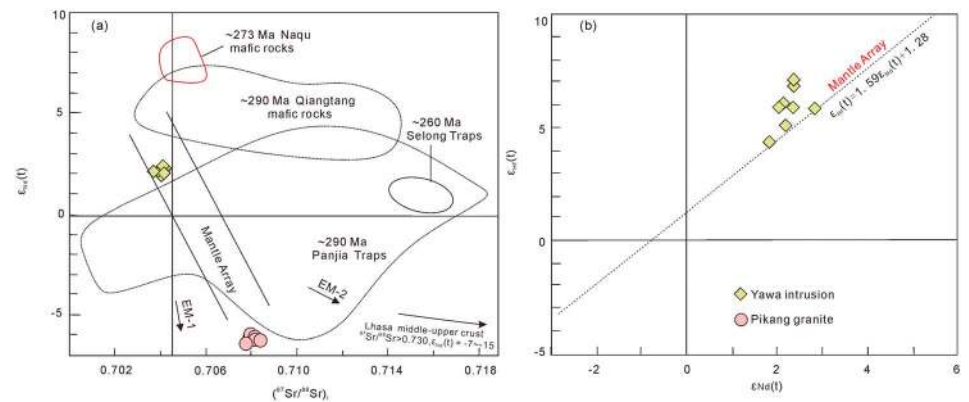 (a)
~273 Ma Naqu
mafic rocks
~290 Ma Qiangtang
mafic rocks
~260 Ma
Selong Traps
~290 Ma
Panjia Traps
Mantle Array
EM-1
EM-2
Lhasa middle-upper crust
⁸⁷Sr/⁸⁶Sr>0.730, εNd(t) = -7~-15
10
5
0
-5
εNd(t)
0.702
0.706
0.710
0.714
0.718
(⁸⁷Sr/⁸⁶Sr)ᵢ
(b)
Mantle Array
εHf(t)=1.59εNd(t)+1.28
Yawa intrusion
Pikang granite
10
5
0
-5
εHf(t)
-3
-2
0
2
4
6
εNd(t)